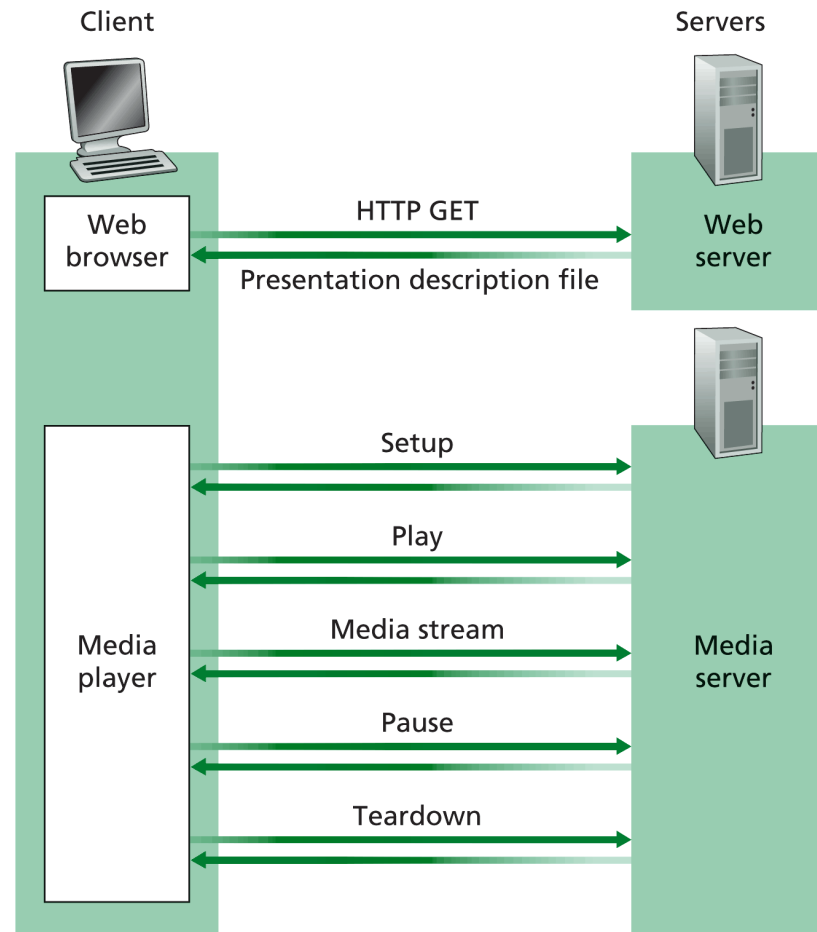 Client
Servers
Web
browser
HTTP GET
Presentation description file
Web
server
Setup
Play
Media stream
Pause
Teardown
Media
player
Media
server